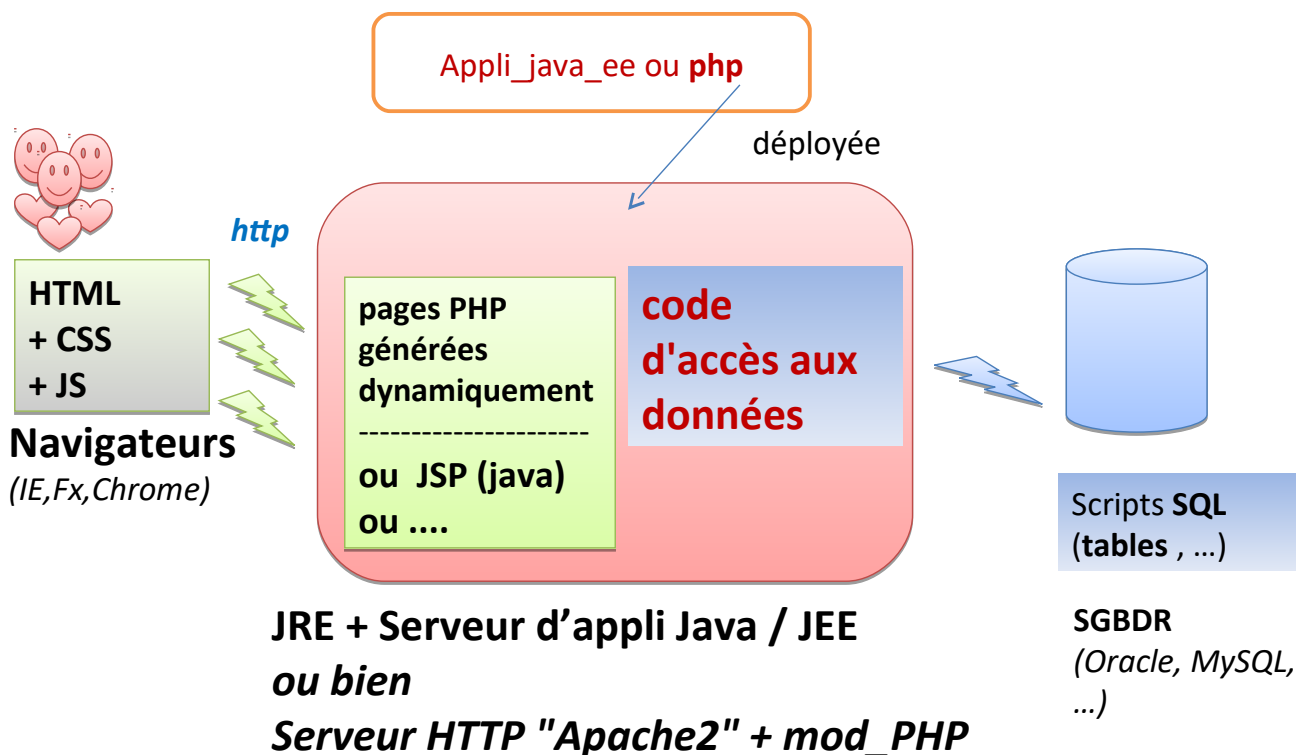 Appli_java_ee ou php
déployée
http
HTML
+ CSS
+ JS
Navigateurs
(IE,Fx,Chrome)
pages PHP
générées
dynamiquement
----------------------
ou  JSP (java)
ou ....
code
d'accès aux
données
Scripts SQL
(tables , …)
SGBDR
(Oracle, MySQL,
…)
JRE + Serveur d’appli Java / JEE
ou bien
Serveur HTTP "Apache2" + mod_PHP